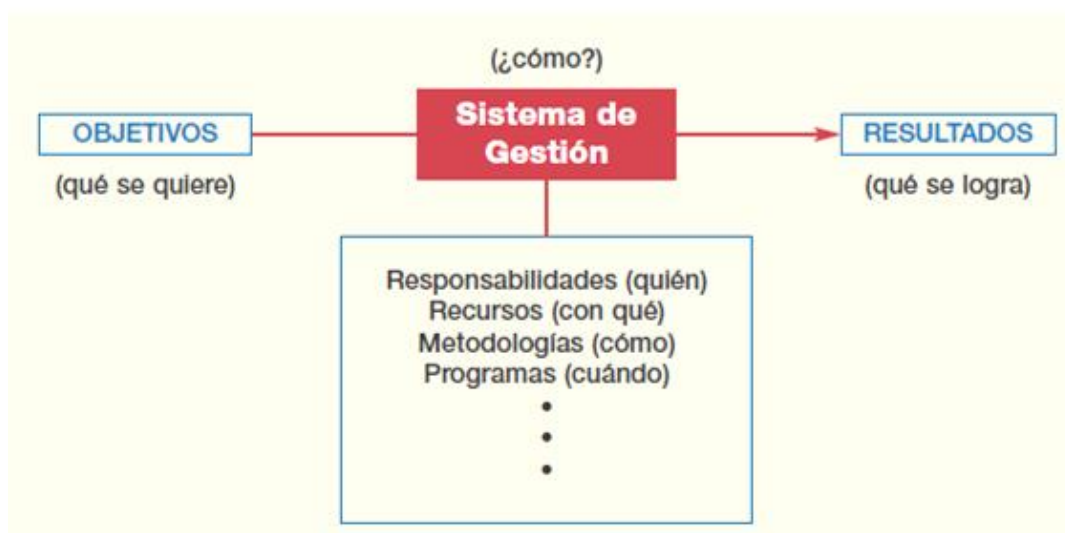 (¿cómo?)
OBJETIVOS
Sistema de
Gestión
RESULTADOS
(qué se quiere)
(qué se logra)
Responsabilidades (quién)
Recursos (con qué)
Metodologías (cómo)
Programas (cuándo)
•
•
•